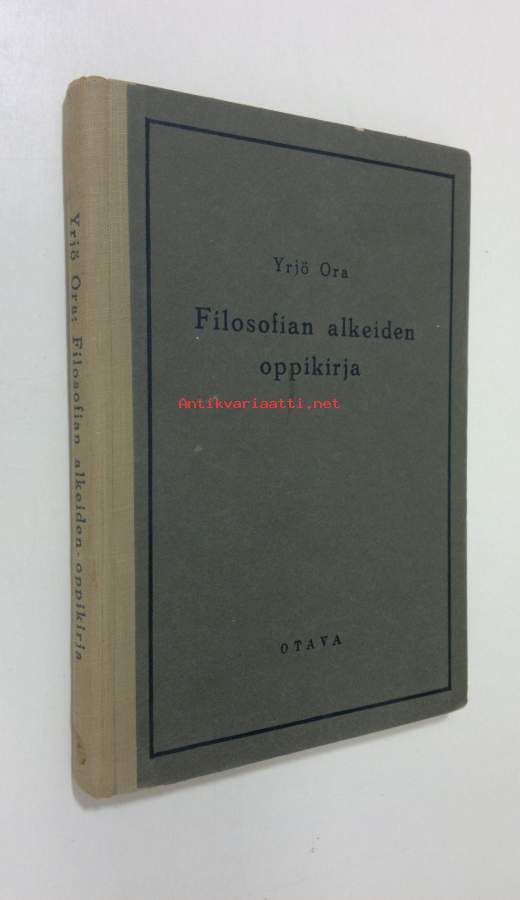 Yrjö Ora
Filosofian alkeiden
oppikirja
Antikvariaatti.net
OTAVA
Yrjö Ora: Filosofian alkeiden oppikirja